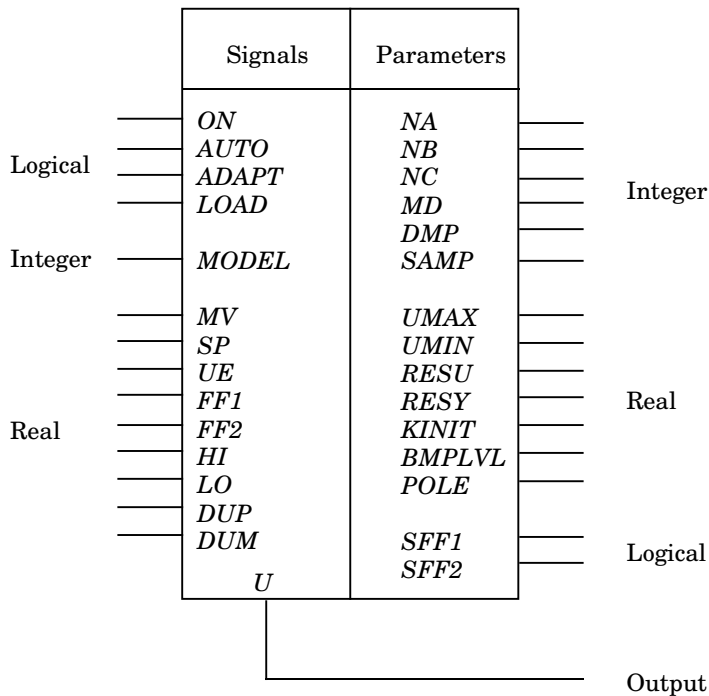 Signals Parameters
ON NA
Logical AUTO NB
ADAPT NC Integer
LOAD MD
DMP
Integer MODEL SAMP
MV UMAX
SP UMIN
UE RESU
FF1 RESY Real
Real FF2 KINIT
HI BMPLVL
LO POLE
DUP
DUM SFF1 Logical
SFF2
U
Output